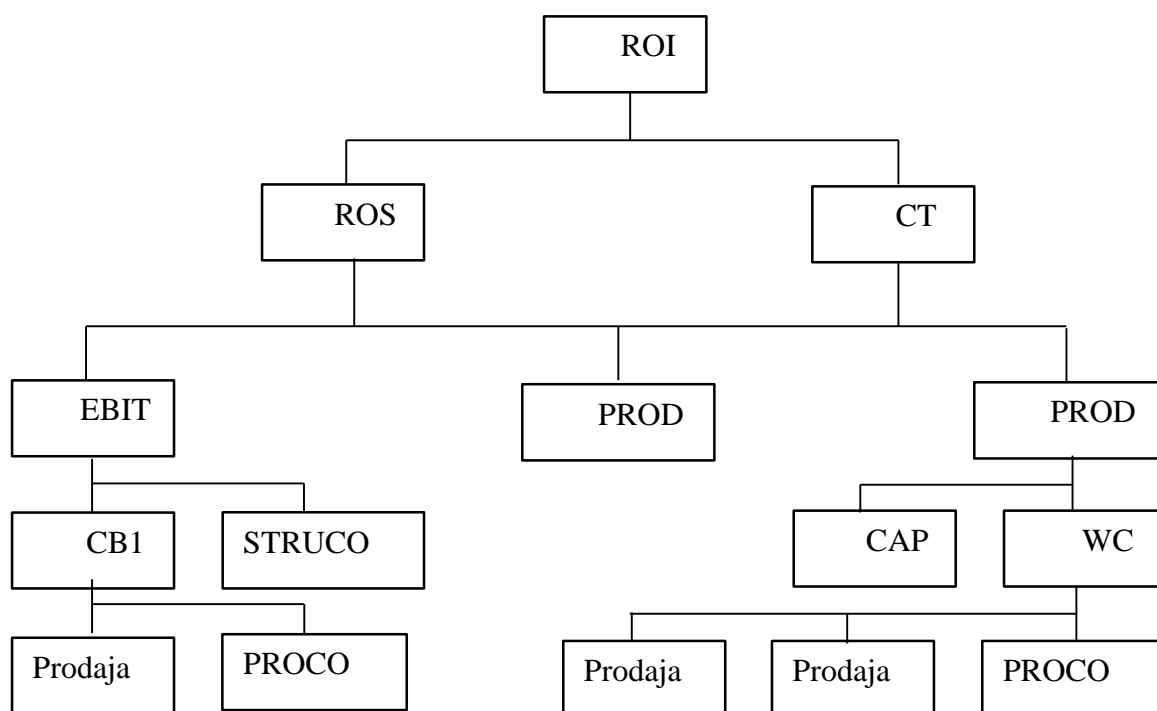 ROI
ROS
CT
EBIT
PROD
PROD
CB1
STRUCO
CAP
WC
Prodaja
PROCO
Prodaja
Prodaja
PROCO